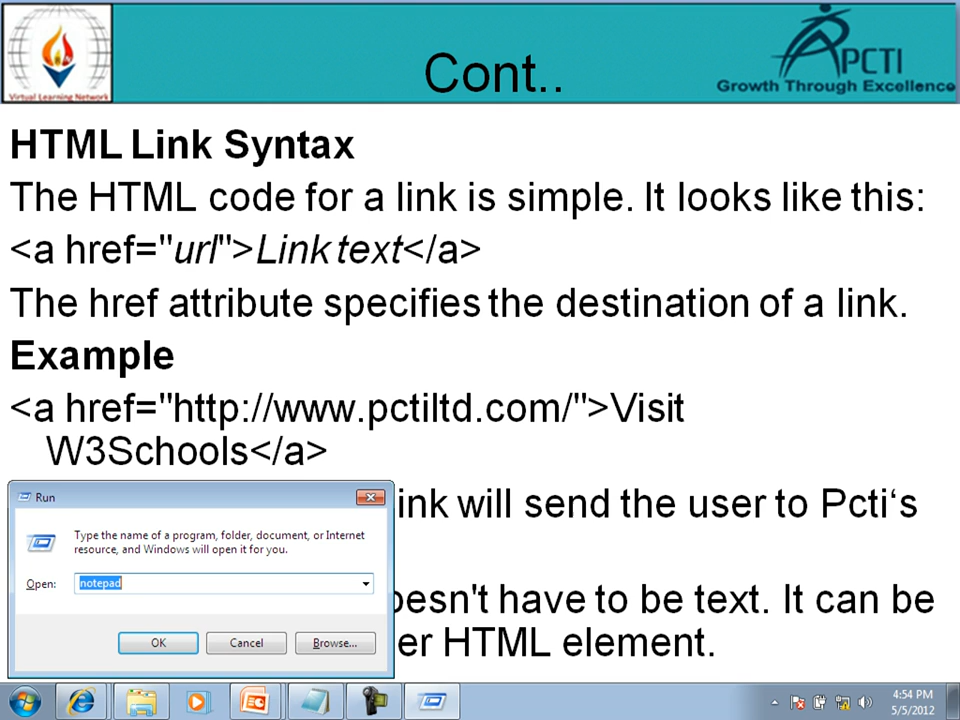 Virtual Learning Network
Cont..
APCTI
Growth Through Excellence
HTML Link Syntax
The HTML code for a link is simple. It looks like this:
<a href="url">Link text</a>
The href attribute specifies the destination of a link.
Example
<a href="http://www.pctiltd.com/">Visit
W3Schools</a>
ink will send the user to Pcti‘s
oesn't have to be text. It can be
er HTML element.
Run
Type the name of a program, folder, document, or Internet
resource, and Windows will open it for you.
Open: notepad
OK Cancel Browse...
4:54 PM
5/5/2012